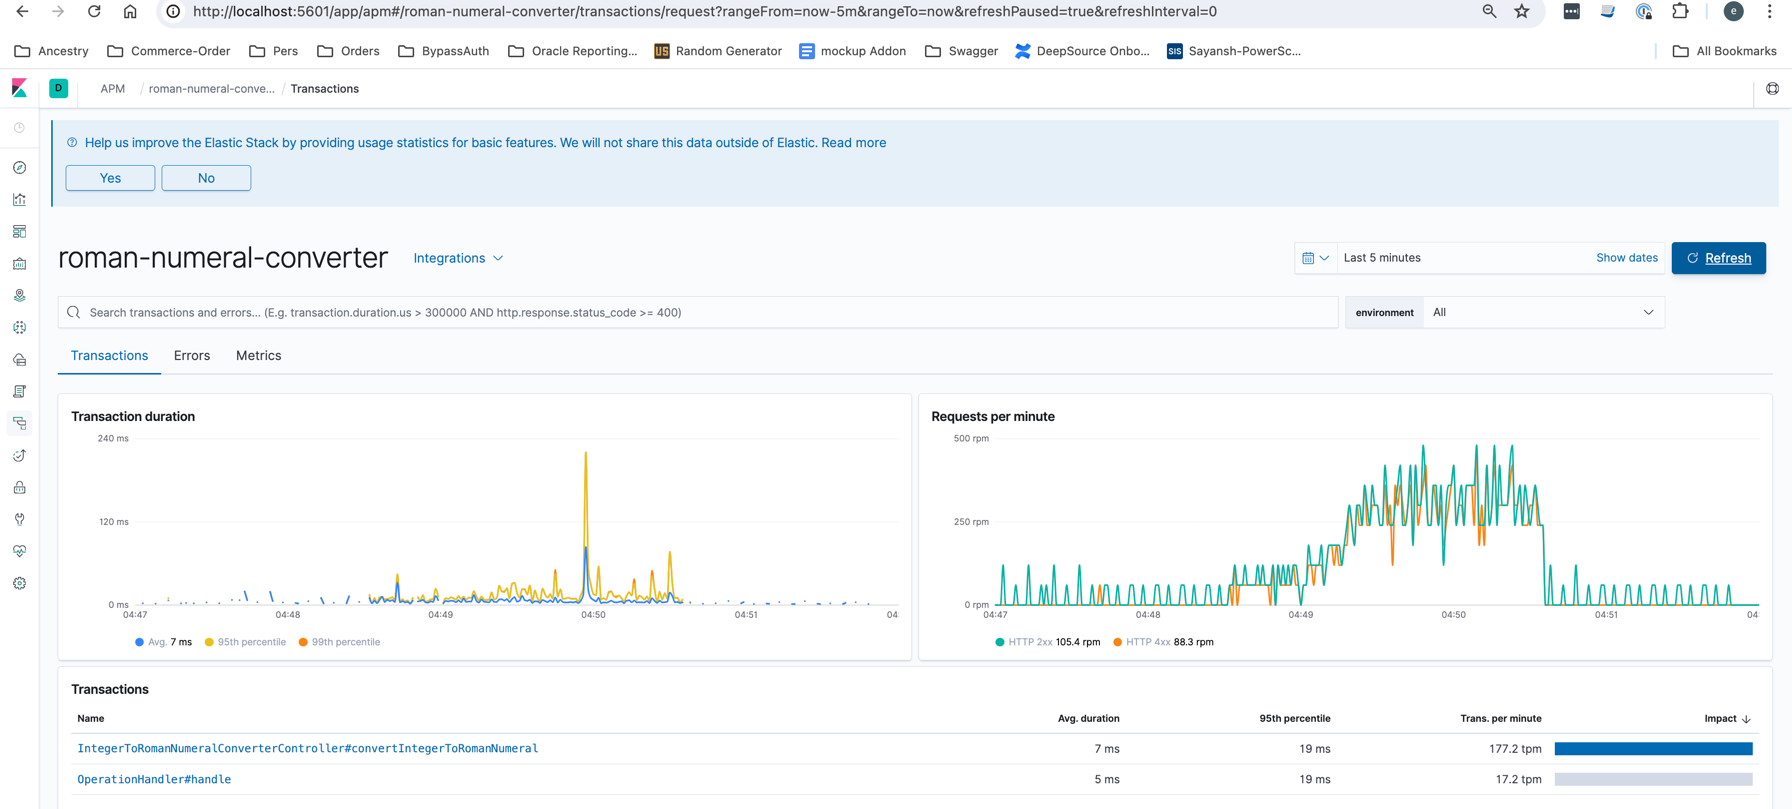 http://localhost:5601/app/apm#/roman-numeral-converter/transactions/request?rangeFrom=now-5m&rangeTo=now&refreshPaused=true&refreshInterval=0
e
Ancestry Commerce-Order Pers Orders BypassAuth Oracle Reporting... US Random Generator mockup Addon Swagger DeepSource Onbo... SIS Sayansh-PowerSc... All Bookmarks
D APM / roman-numeral-conve... / Transactions
Help us improve the Elastic Stack by providing usage statistics for basic features. We will not share this data outside of Elastic. Read more
Yes No
roman-numeral-converter Integrations Last 5 minutes Show dates Refresh
Search transactions and errors... (E.g. transaction.duration.us > 300000 AND http.response.status_code >= 400) environment All
Transactions Errors Metrics
Transaction duration
240 ms
120 ms
0 ms
04:47 04:48 04:49 04:50 04:51 04:
Avg. 7 ms 95th percentile 99th percentile
Requests per minute
500 rpm
250 rpm
0 rpm
04:47 04:48 04:49 04:50 04:51 04
HTTP 2xx 105.4 rpm HTTP 4xx 88.3 rpm
Transactions
Name Avg. duration 95th percentile Trans. per minute Impact
IntegerToRomanNumeralConverterController#convertIntegerToRomanNumeral 7 ms 19 ms 177.2 tpm
OperationHandler#handle 5 ms 19 ms 17.2 tpm